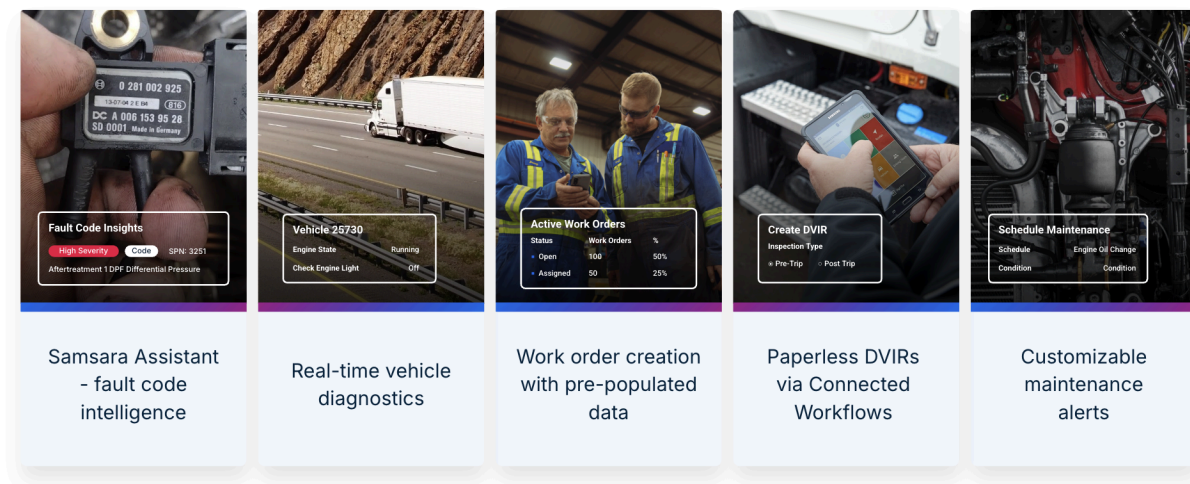 0 281 002 925
13-07-04 2 E 84 816
DC A 006 153 95 28
SD 0001 Made in Germany
Fault Code Insights
High Severity Code SPN: 3251
Aftertreatment 1 DPF Differential Pressure
Samsara Assistant
- fault code
intelligence
Vehicle 25730
Engine State Running
Check Engine Light Off
Real-time vehicle
diagnostics
Active Work Orders
Status Work Orders %
Open 100 50%
Assigned 50 25%
Work order creation
with pre-populated
data
Create DVIR
Inspection Type
Pre-Trip Post Trip
Paperless DVIRs
via Connected
Workflows
Schedule Maintenance
Schedule Engine Oil Change
Condition Condition
Customizable
maintenance
alerts